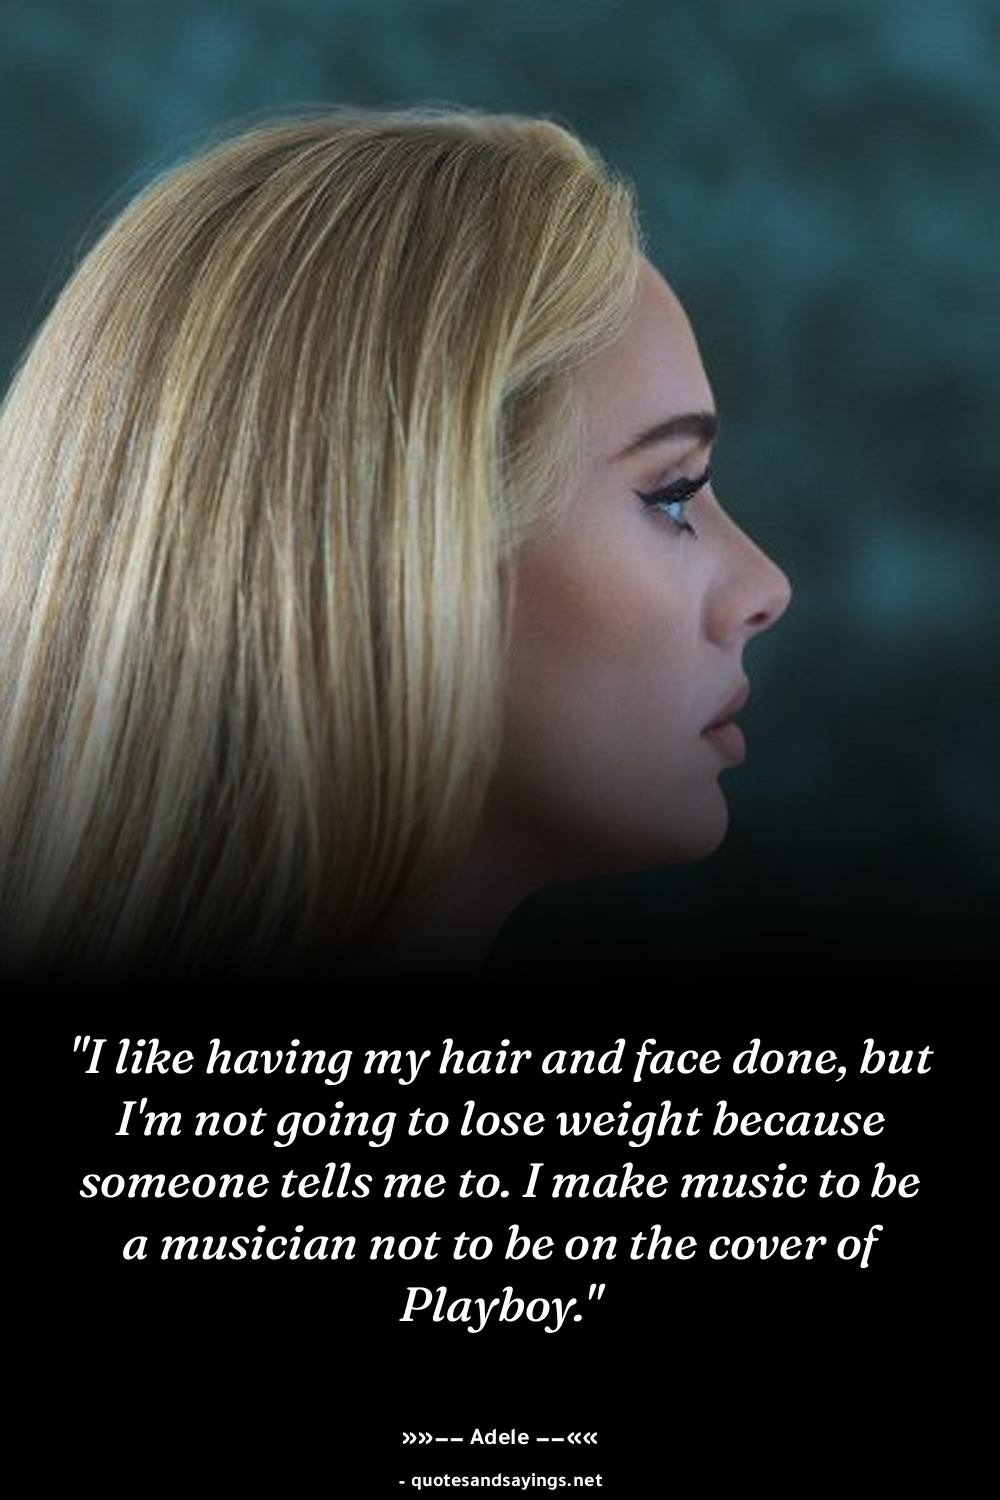 "I like having my hair and face done, but
I'm not going to lose weight because
someone tells me to. I make music to be
a musician not to be on the cover of
Playboy."
»»–– Adele ––««
- quotesandsayings.net